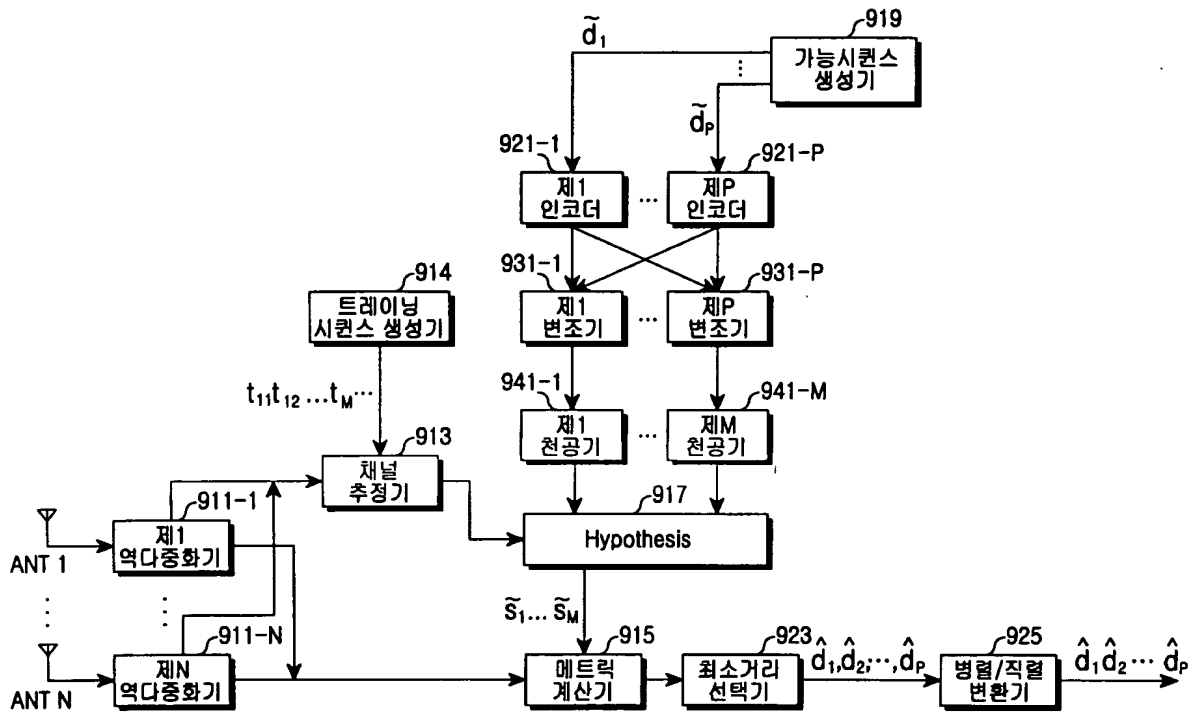 919
가능시퀀스
생성기
d̃₁
⋮
d̃ₚ
921-1
921-P
제1
인코더
...
제P
인코더
931-1
931-P
제1
변조기
...
제P
변조기
914
트레이닝
시퀀스 생성기
t₁₁t₁₂ ...t_M...
941-1
941-M
제1
천공기
...
제M
천공기
913
채널
추정기
917
Hypothesis
911-1
제1
역다중화기
ANT 1
⋮
⋮
s̃₁... s̃_M
911-N
제N
역다중화기
ANT N
915
메트릭
계산기
923
최소거리
선택기
d̂₁,d̂₂,...,d̂ₚ
925
병렬/직렬
변환기
d̂₁d̂₂... d̂ₚ